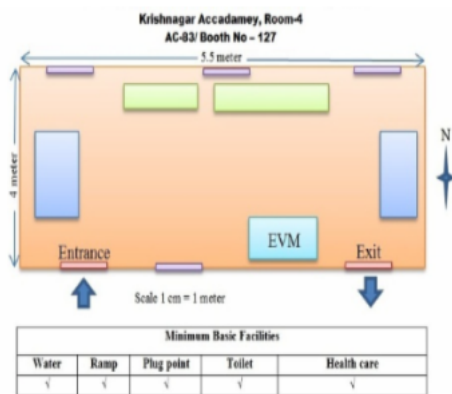 Krishnagar Accadamey, Room-4
AC-83/ Booth No – 127
5.5 meter
4 meter
N
EVM
Entrance
Exit
Scale 1 cm = 1 meter
Minimum Basic Facilities
Water Ramp Plug point Toilet Health care
√ √ √ √ √